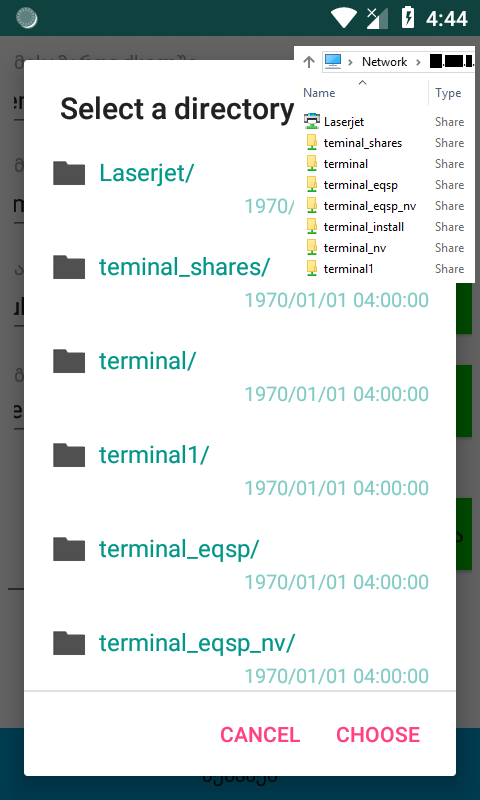 4:44
Select a directory
Laserjet/
1970/
teminal_shares/
1970/01/01 04:00:00
terminal/
1970/01/01 04:00:00
terminal1/
1970/01/01 04:00:00
terminal_eqsp/
1970/01/01 04:00:00
terminal_eqsp_nv/
1970/01/01 04:00:00
CANCEL CHOOSE
Network
Name Type
Laserjet Share
teminal_shares Share
terminal Share
terminal_eqsp Share
terminal_eqsp_nv Share
terminal_install Share
terminal_nv Share
terminal1 Share